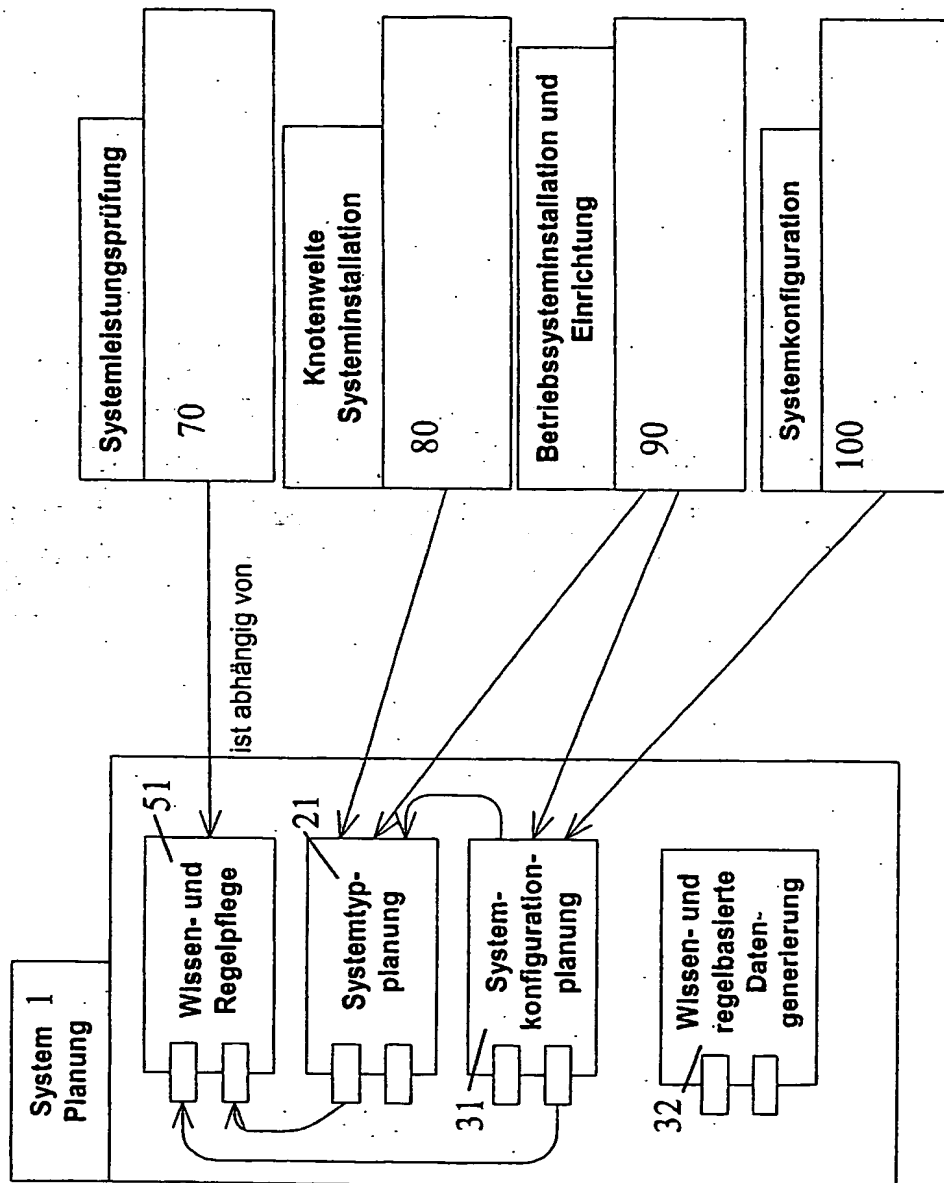 System 1
Planung
Wissen- und
Regelpflege
51
Systemtyp-
planung
21
System-
konfiguration-
planung
31
Wissen- und
regelbasierte
Daten-
generierung
32
ist abhängig von
Systemleistungsprüfung
70
Knotenweite
Systeminstallation
80
Betriebssysteminstallation und
Einrichtung
90
Systemkonfiguration
100